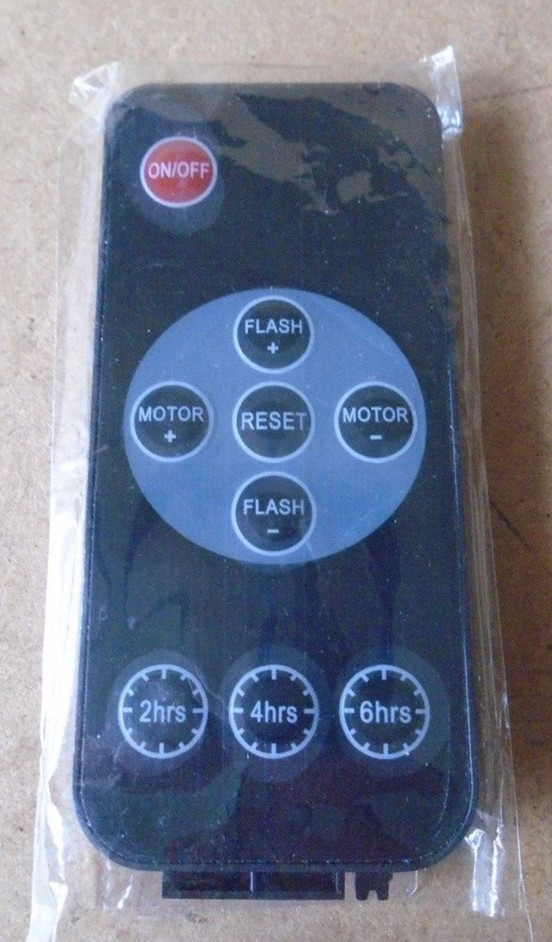 ON/OFF
FLASH
+
MOTOR
+
RESET
MOTOR
-
FLASH
-
2hrs
4hrs
6hrs